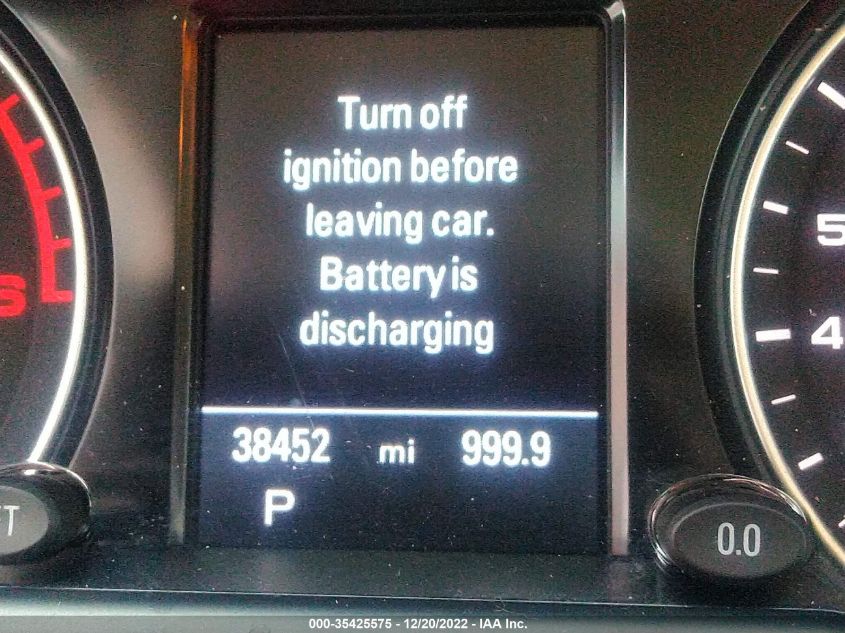 Turn off
ignition before
leaving car.
Battery is
discharging
38452 mi 999.9
P
0.0
5
4
S
000-35425575 - 12/20/2022 - IAA Inc.